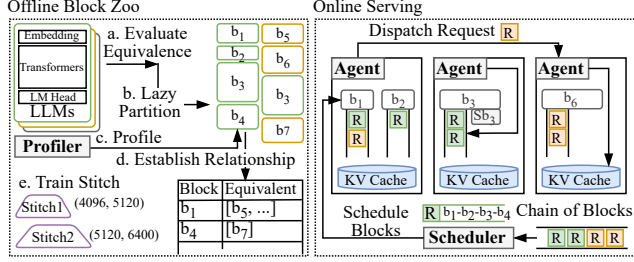 Offline Block Zoo
Embedding
Transformers
LM Head
LLMs
a. Evaluate
Equivalence
b. Lazy
Partition
Profiler
c. Profile
d. Establish Relationship
b1
b2
b3
b4
b5
b6
b3
b7
e. Train Stitch
Stitch1 (4096, 5120)
Stitch2 (5120, 6400)
Block Equivalent
b1 [b5, ...]
b4 [b7]
Online Serving
Dispatch Request R
Agent
b1 b2
R R
R
KV Cache
Agent
b3
Sb3
R
R
KV Cache
Agent
b6
R
R
KV Cache
Schedule
Blocks
R b1-b2-b3-b4
Chain of Blocks
Scheduler
R R R R